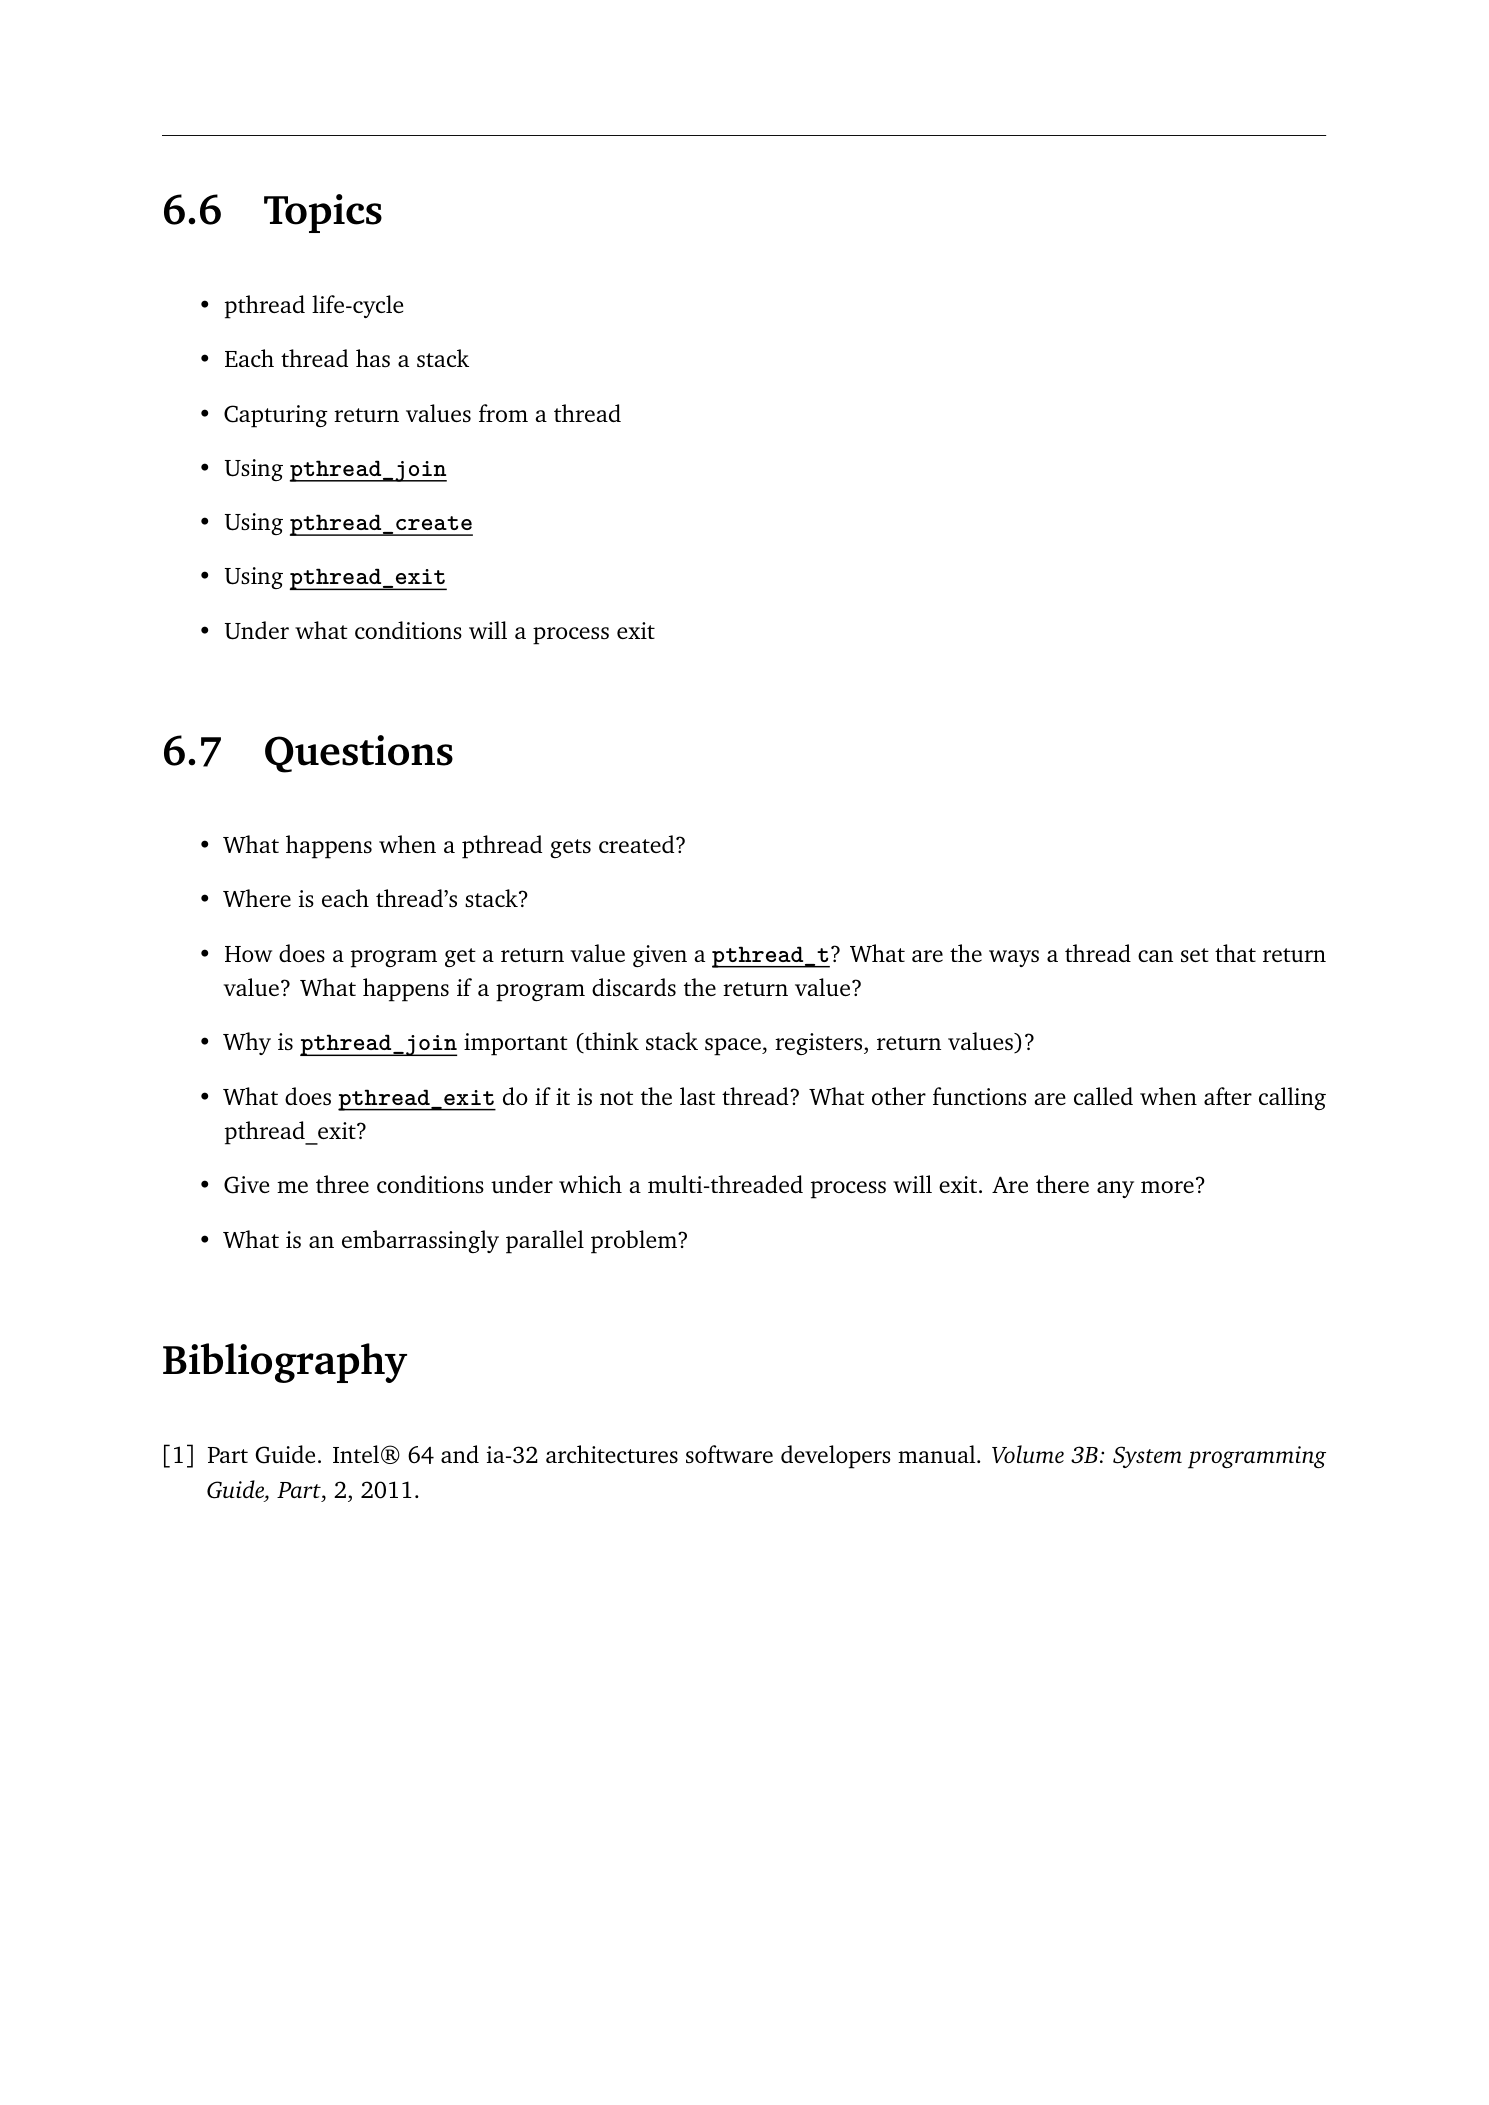 6.6 Topics
• pthread life-cycle
• Each thread has a stack
• Capturing return values from a thread
• Using pthread_join
• Using pthread_create
• Using pthread_exit
• Under what conditions will a process exit
6.7 Questions
• What happens when a pthread gets created?
• Where is each thread’s stack?
• How does a program get a return value given a pthread_t? What are the ways a thread can set that return
value? What happens if a program discards the return value?
• Why is pthread_join important (think stack space, registers, return values)?
• What does pthread_exit do if it is not the last thread? What other functions are called when after calling
pthread_exit?
• Give me three conditions under which a multi-threaded process will exit. Are there any more?
• What is an embarrassingly parallel problem?
Bibliography
[1] Part Guide. Intel® 64 and ia-32 architectures software developers manual. Volume 3B: System programming
Guide, Part, 2, 2011.